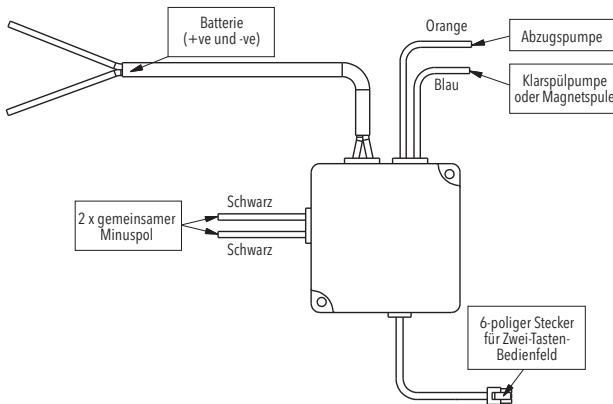 Batterie
(+ve und -ve)
Orange
Abzugspumpe
Blau
Klarspülpumpe
oder Magnetspule
Schwarz
2 x gemeinsamer
Minuspol
Schwarz
6-poliger Stecker
für Zwei-Tasten-
Bedienfeld